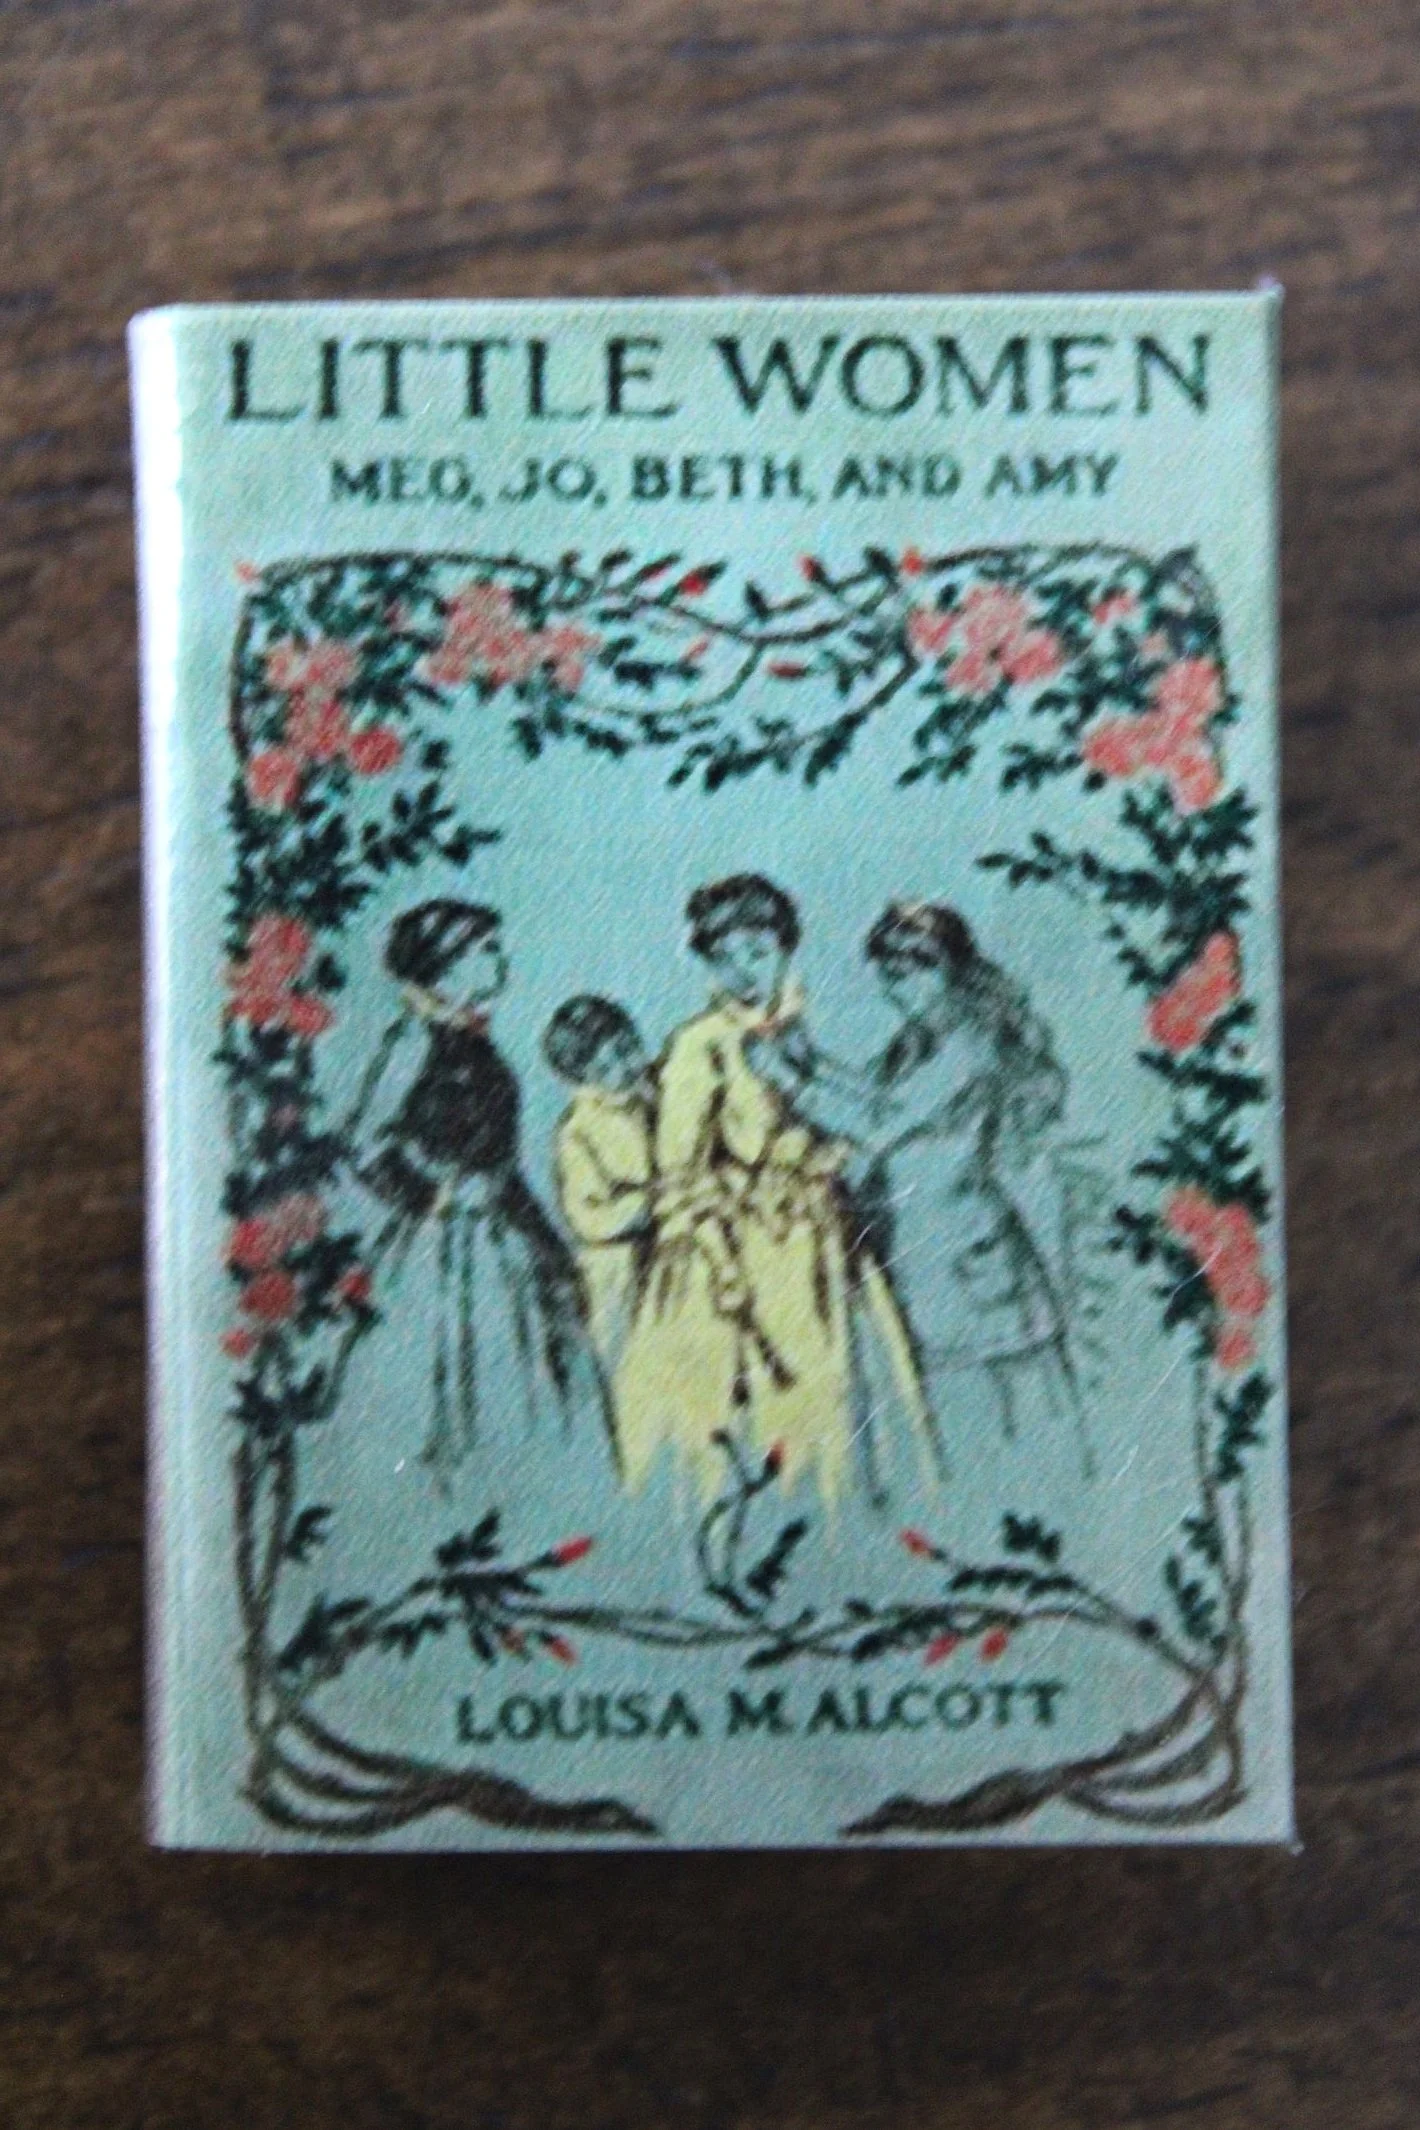 LITTLE WOMEN
MEG, JO, BETH, AND AMY
LOUISA M. ALCOTT